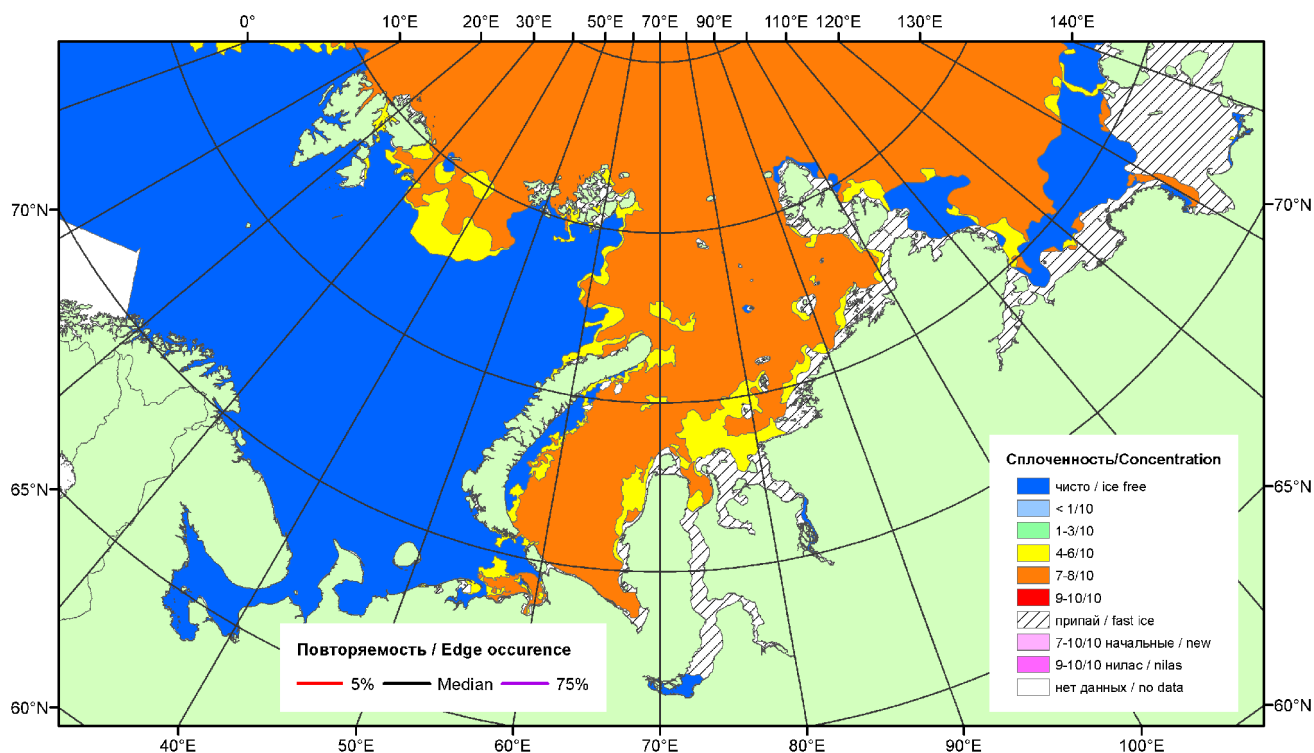 0° 10°E 20°E 30°E 50°E 70°E 90°E 110°E 120°E 130°E 140°E
70°N 70°N
65°N 65°N
60°N 60°N
Сплоченность/Concentration
чисто / ice free
< 1/10
1-3/10
4-6/10
7-8/10
9-10/10
припай / fast ice
7-10/10 начальные / new
9-10/10 нилас / nilas
нет данных / no data
Повторяемость / Edge occurence
5% Median 75%
40°E 50°E 60°E 70°E 80°E 90°E 100°E